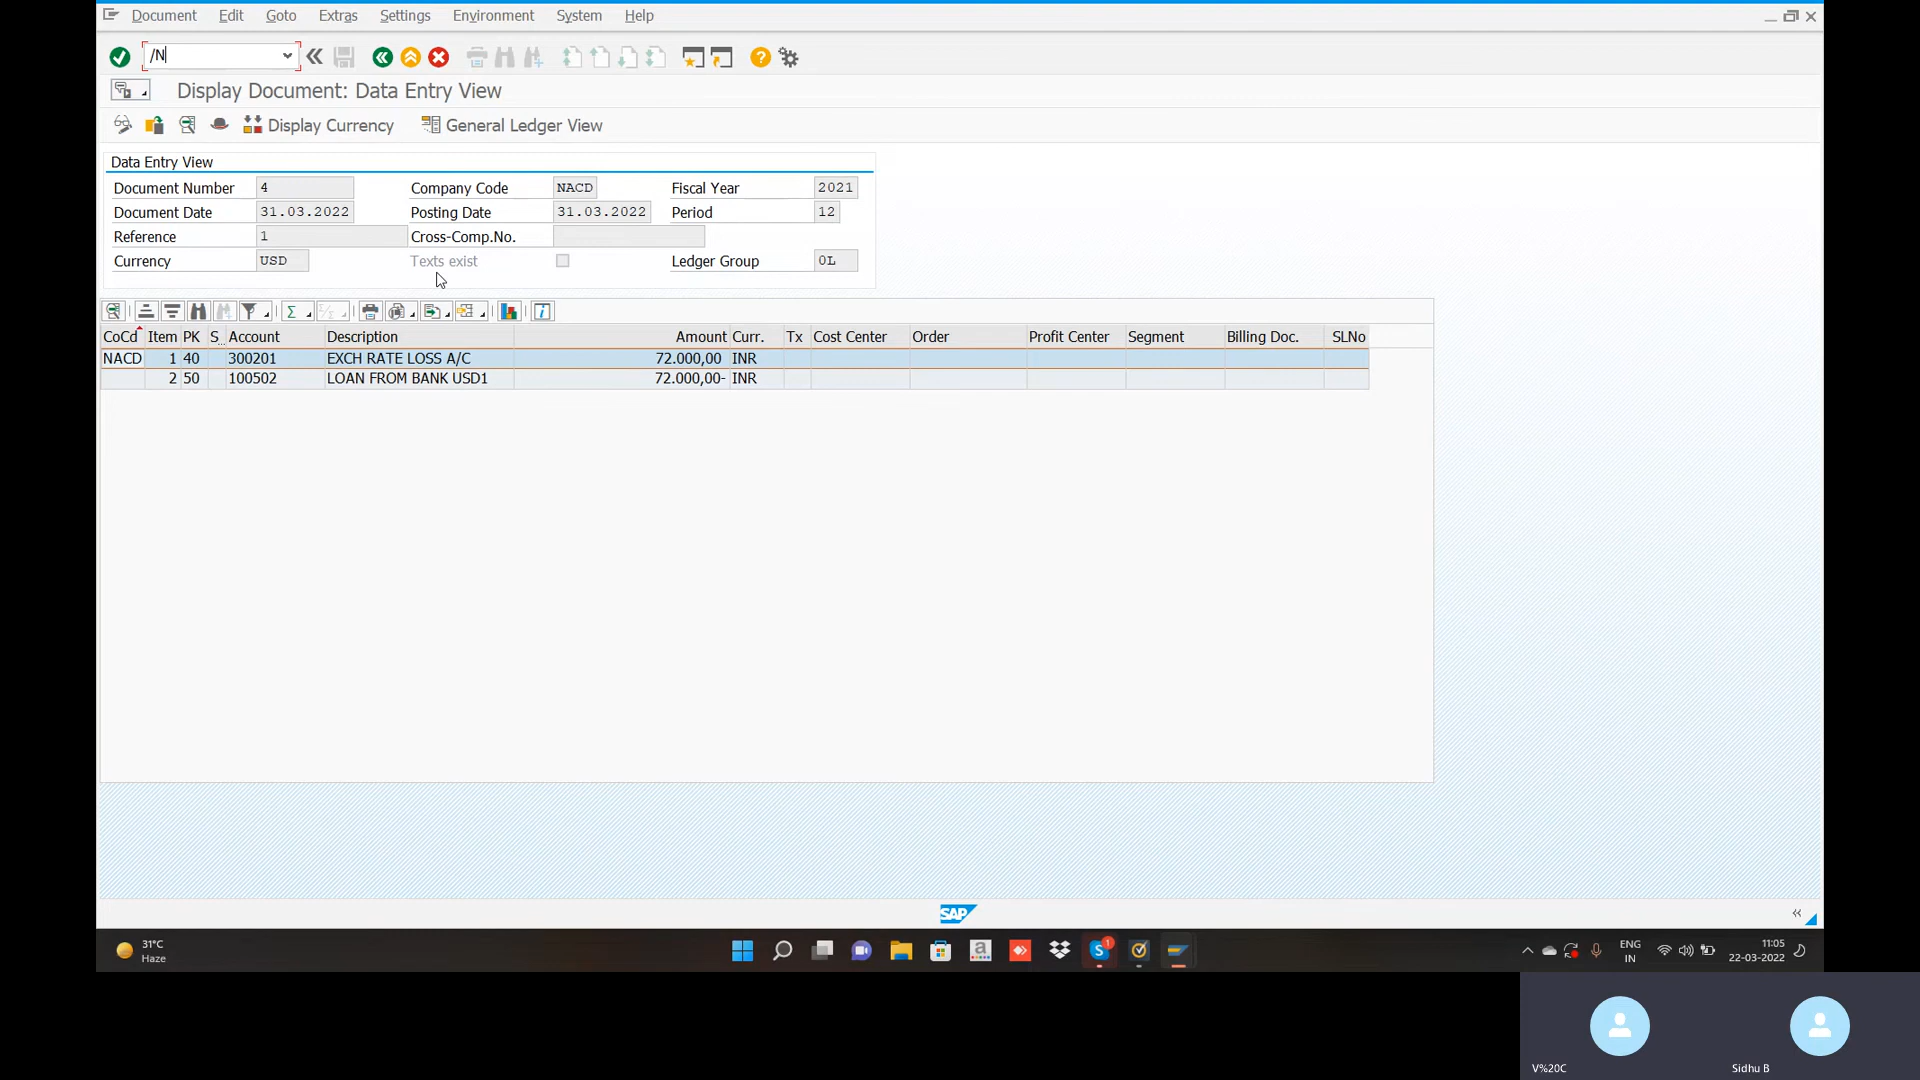 Document Edit Goto Extras Settings Environment System Help
/N
Display Document: Data Entry View
Display Currency General Ledger View
Data Entry View
Document Number 4 Company Code NACD Fiscal Year 2021
Document Date 31.03.2022 Posting Date 31.03.2022 Period 12
Reference 1 Cross-Comp.No.
Currency USD Texts exist Ledger Group 0L
CoCd Item PK S.. Account Description Amount Curr. Tx Cost Center Order Profit Center Segment Billing Doc. SLNo
NACD 1 40 300201 EXCH RATE LOSS A/C 72.000,00 INR
2 50 100502 LOAN FROM BANK USD1 72.000,00- INR
SAP
31°C
Haze
a
S 1
ENG
IN
11:05
22-03-2022
V%20C
Sidhu B